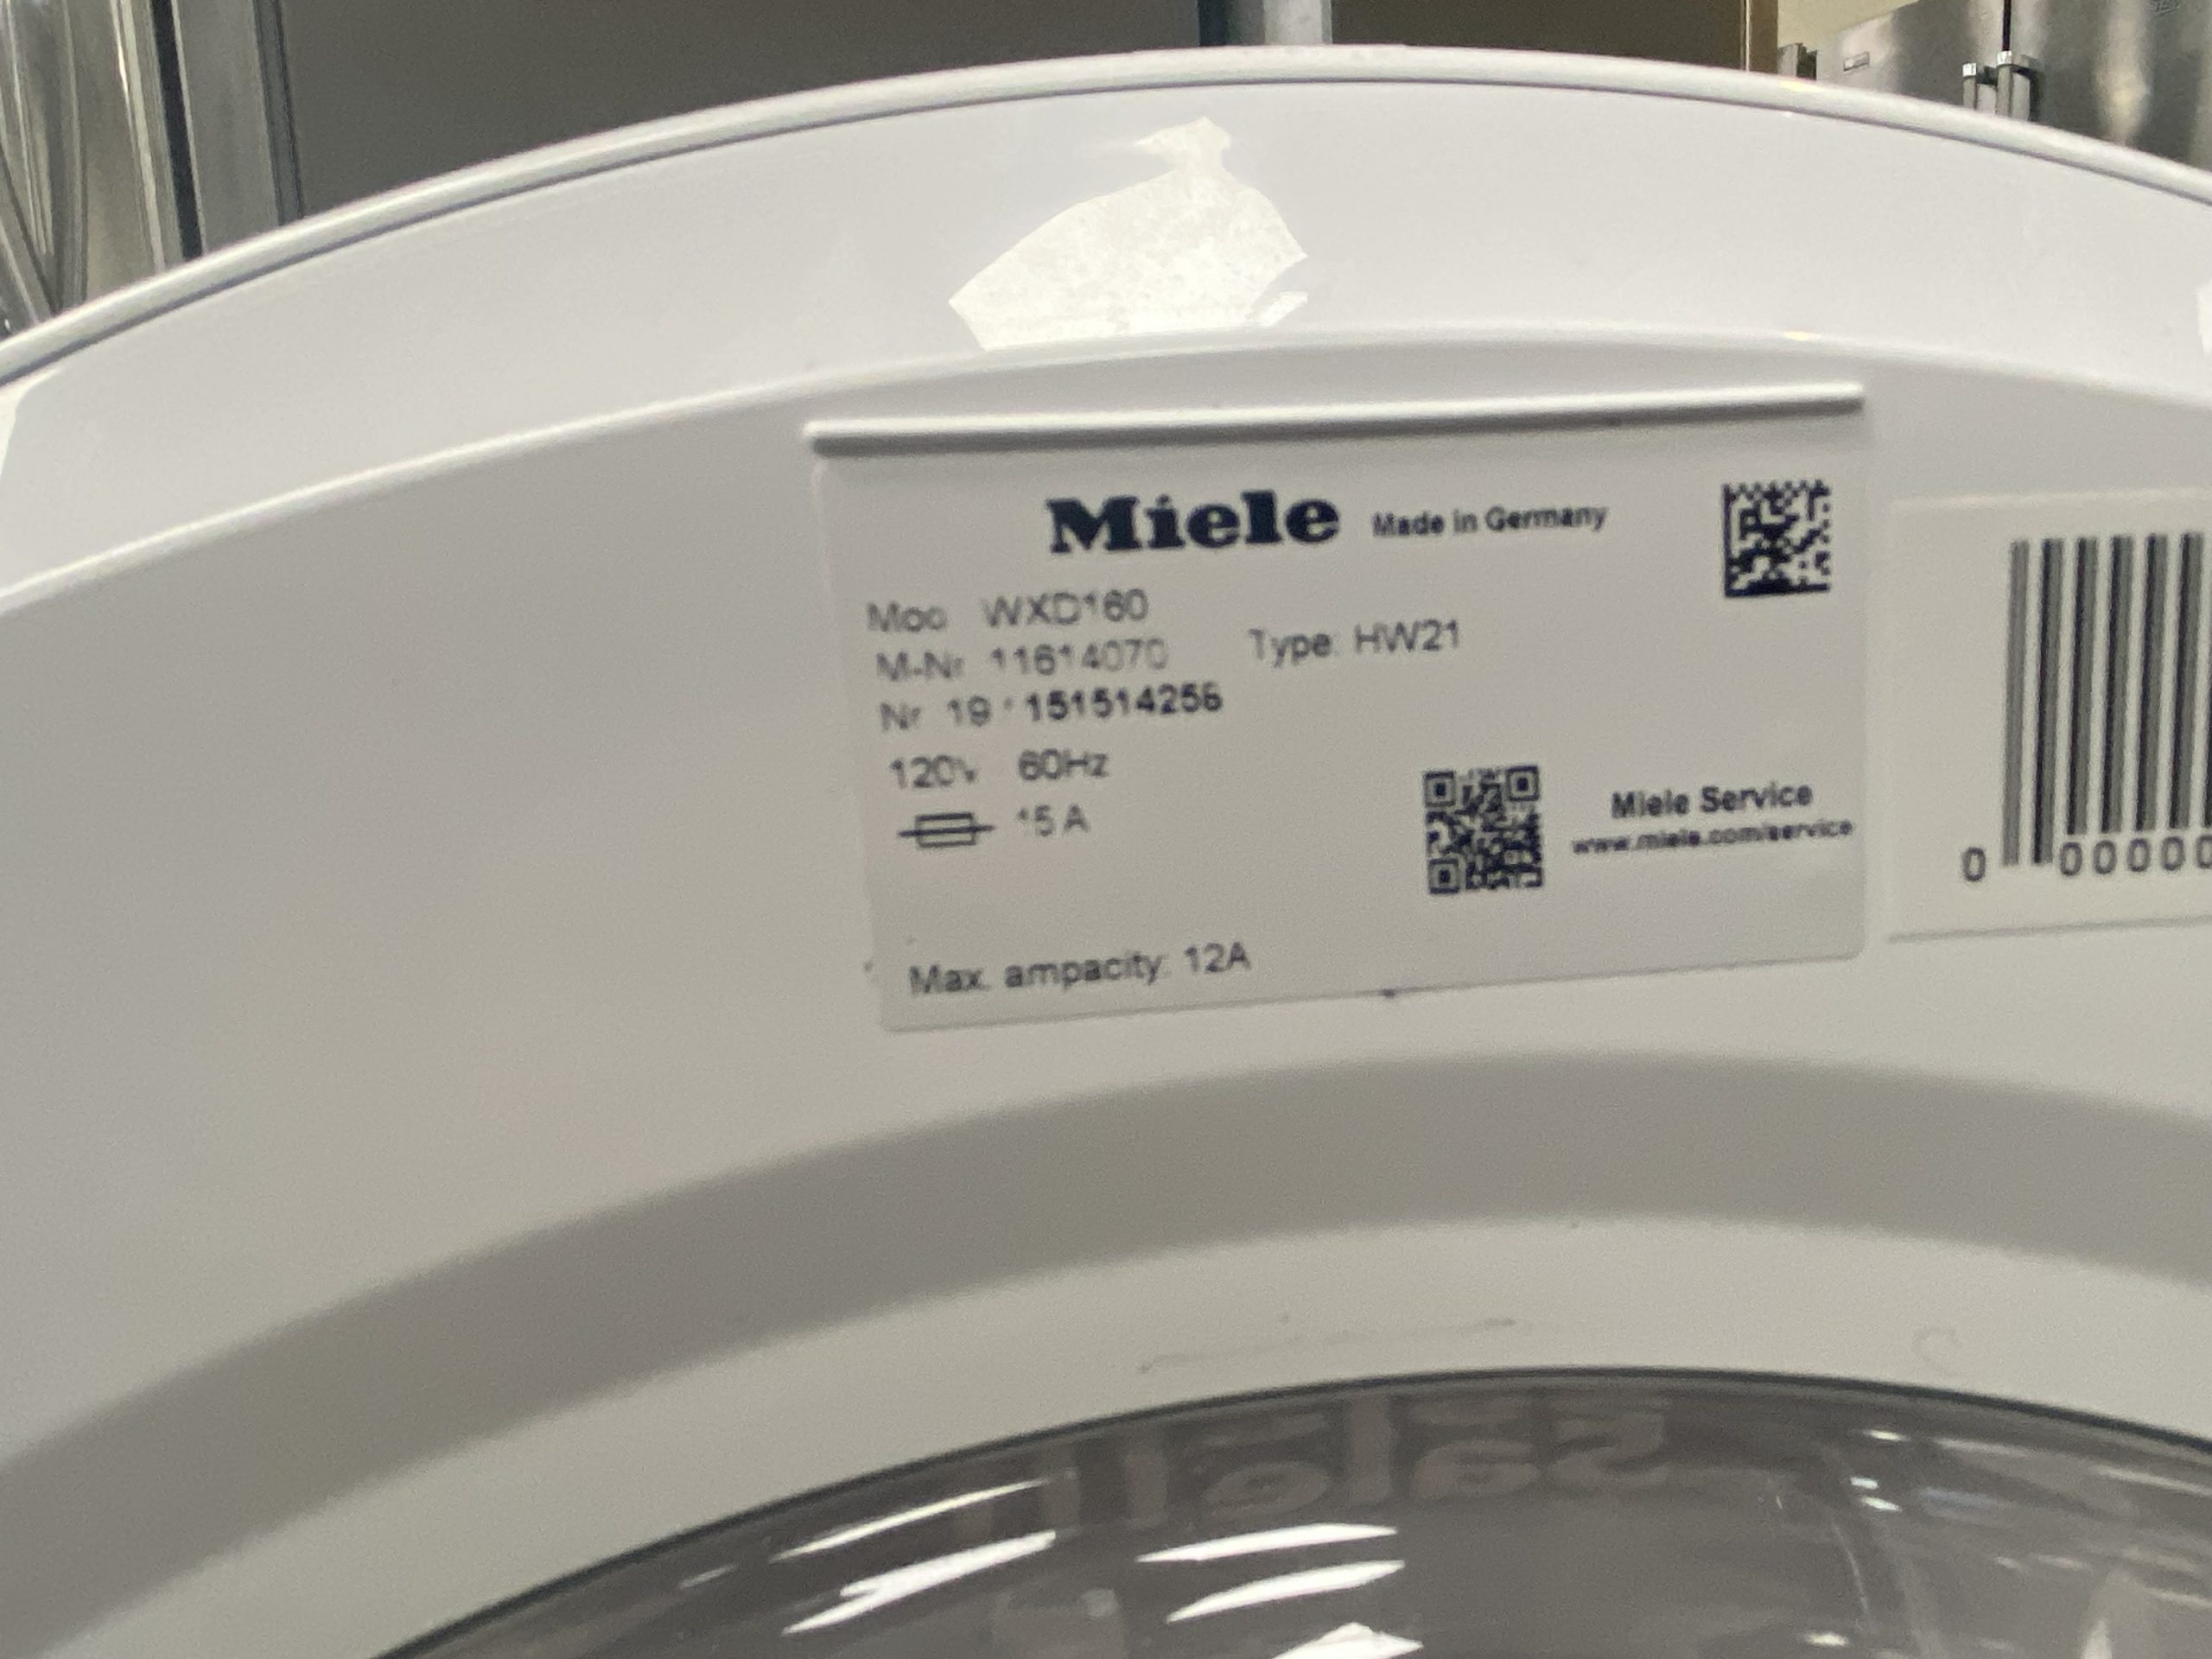 Miele Made in Germany
Mod WXD160
M-Nr 11614070 Type: HW21
Nr 19
120V 60Hz
15 A
Miele Service
www.miele.com/service
0 00000
Max. ampacity: 12A